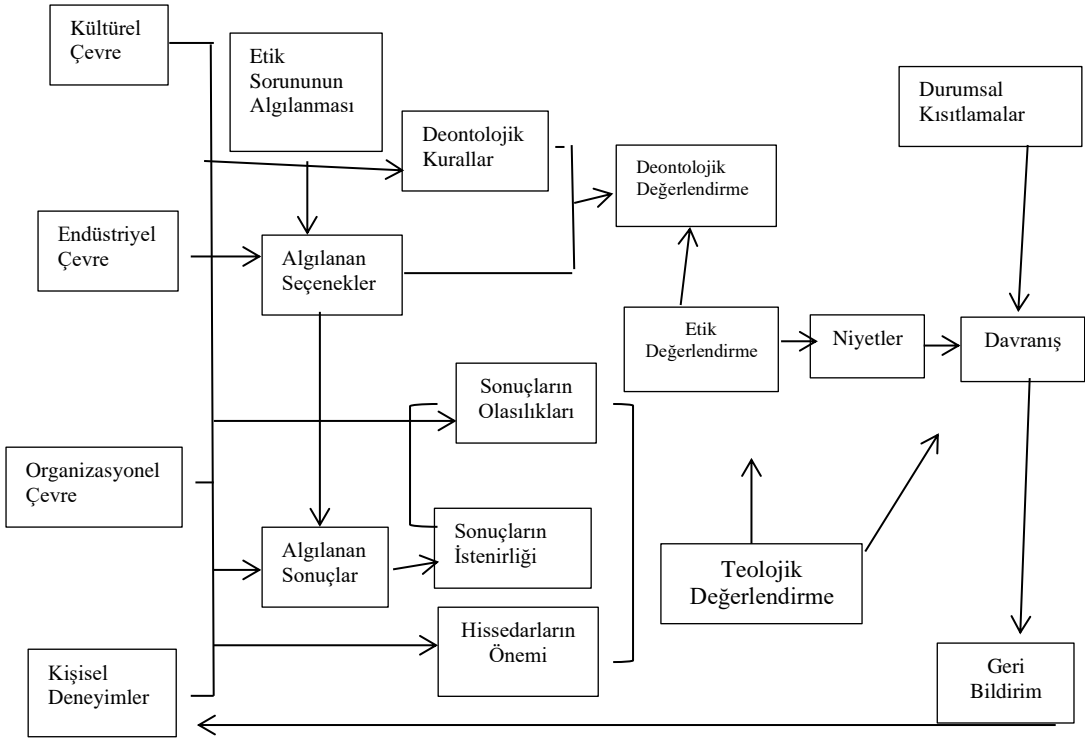 Kültürel
Çevre
Etik
Sorununun
Algılanması
Durumsal
Kısıtlamalar
Deontolojik
Kurallar
Deontolojik
Değerlendirme
Endüstriyel
Çevre
Algılanan
Seçenekler
Etik
Değerlendirme
Niyetler
Davranış
Sonuçların
Olasılıkları
Organizasyonel
Çevre
Algılanan
Sonuçlar
Sonuçların
İstenirliği
Teolojik
Değerlendirme
Hissedarların
Önemi
Kişisel
Deneyimler
Geri
Bildirim